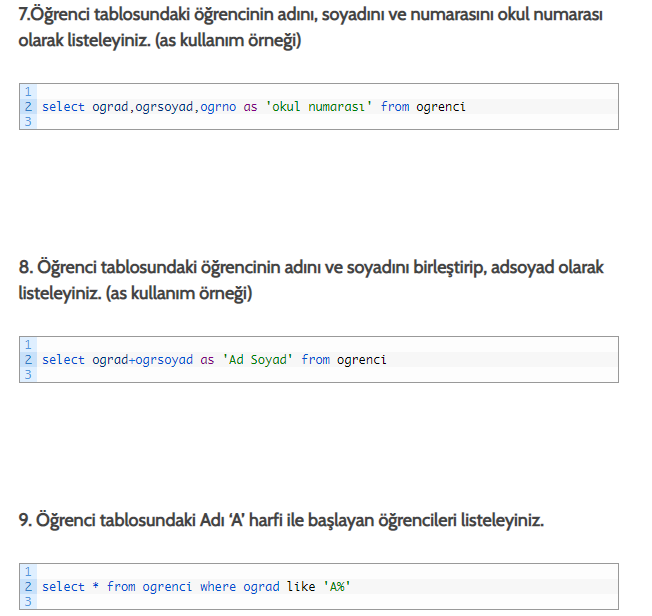 7.Öğrenci tablosundaki öğrencinin adını, soyadını ve numarasını okul numarası
olarak listeleyiniz. (as kullanım örneği)
1
2 select ograd,ogrsoyad,ogrno as 'okul numarası' from ogrenci
3
8. Öğrenci tablosundaki öğrencinin adını ve soyadını birleştirip, adsoyad olarak
listeleyiniz. (as kullanım örneği)
1
2 select ograd+ogrsoyad as 'Ad Soyad' from ogrenci
3
9. Öğrenci tablosundaki Adı ‘A’ harfi ile başlayan öğrencileri listeleyiniz.
1
2 select * from ogrenci where ograd like 'A%'
3